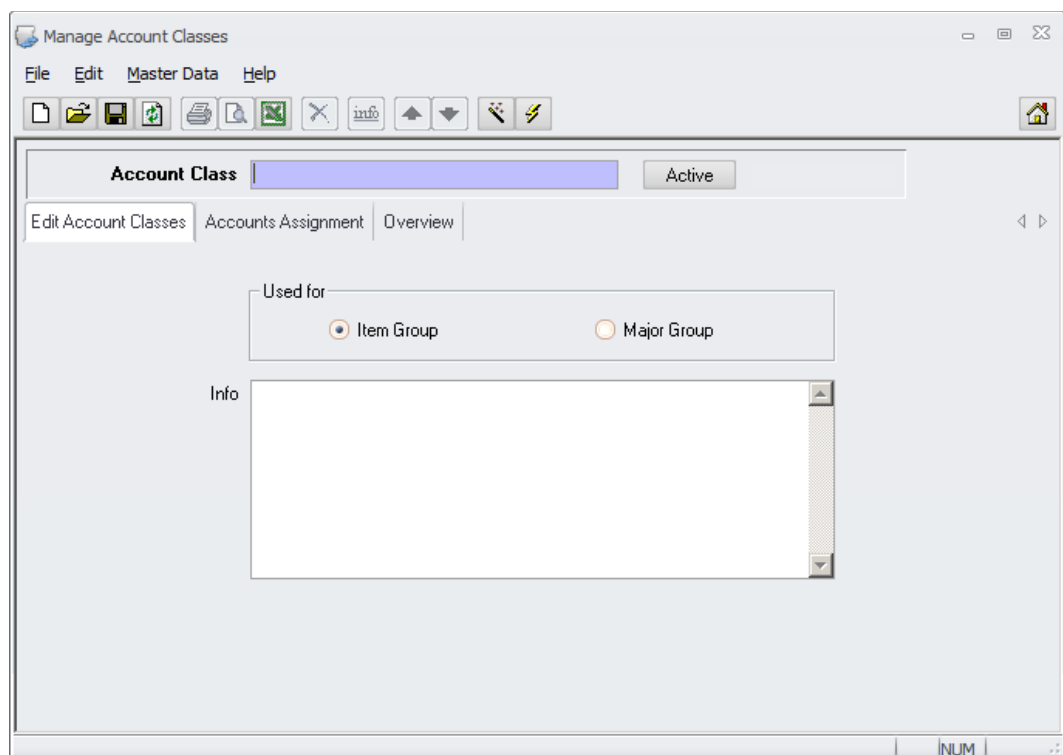 Manage Account Classes
File Edit Master Data Help
info
Account Class Active
Edit Account Classes Accounts Assignment Overview
Used for
Item Group Major Group
Info
NUM